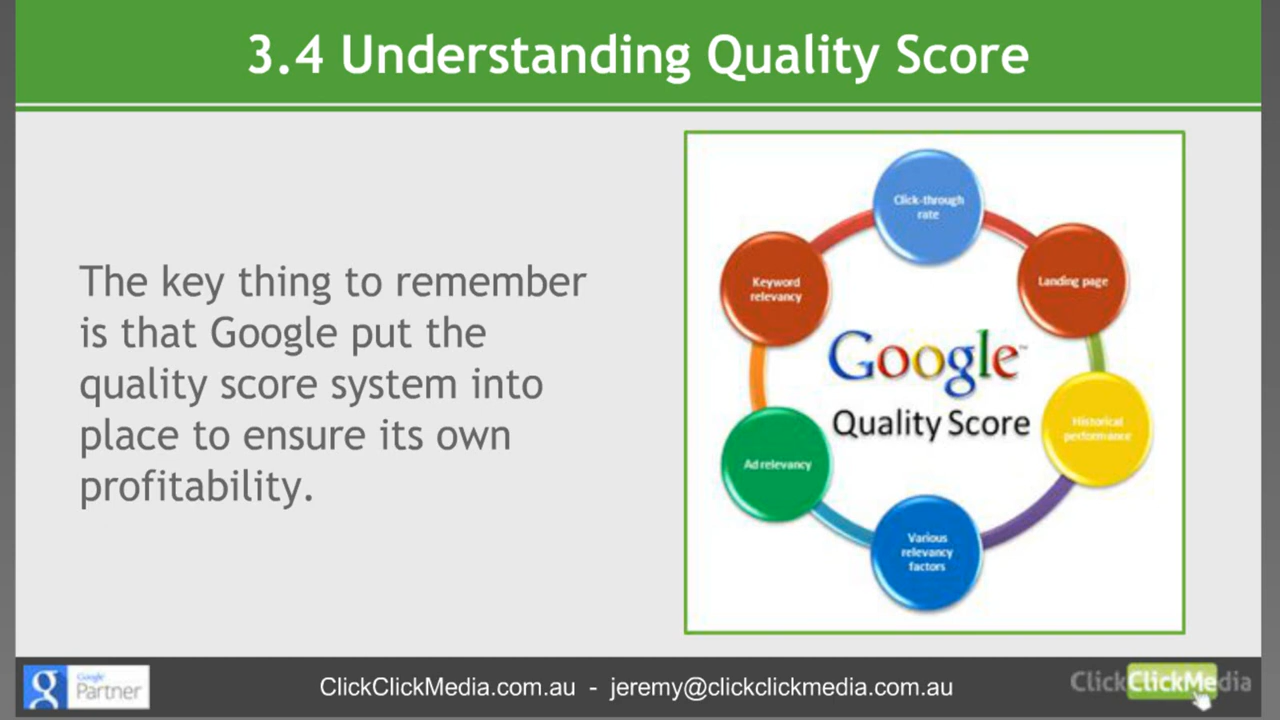 3.4 Understanding Quality Score
The key thing to remember
is that Google put the
quality score system into
place to ensure its own
profitability.
Click-through
rate
Landing page
Historical
performance
Various
relevancy
factors
Ad relevancy
Keyword
relevancy
Google™
Quality Score
g
Google
Partner
ClickClickMedia.com.au - jeremy@clickclickmedia.com.au
ClickClickMedia